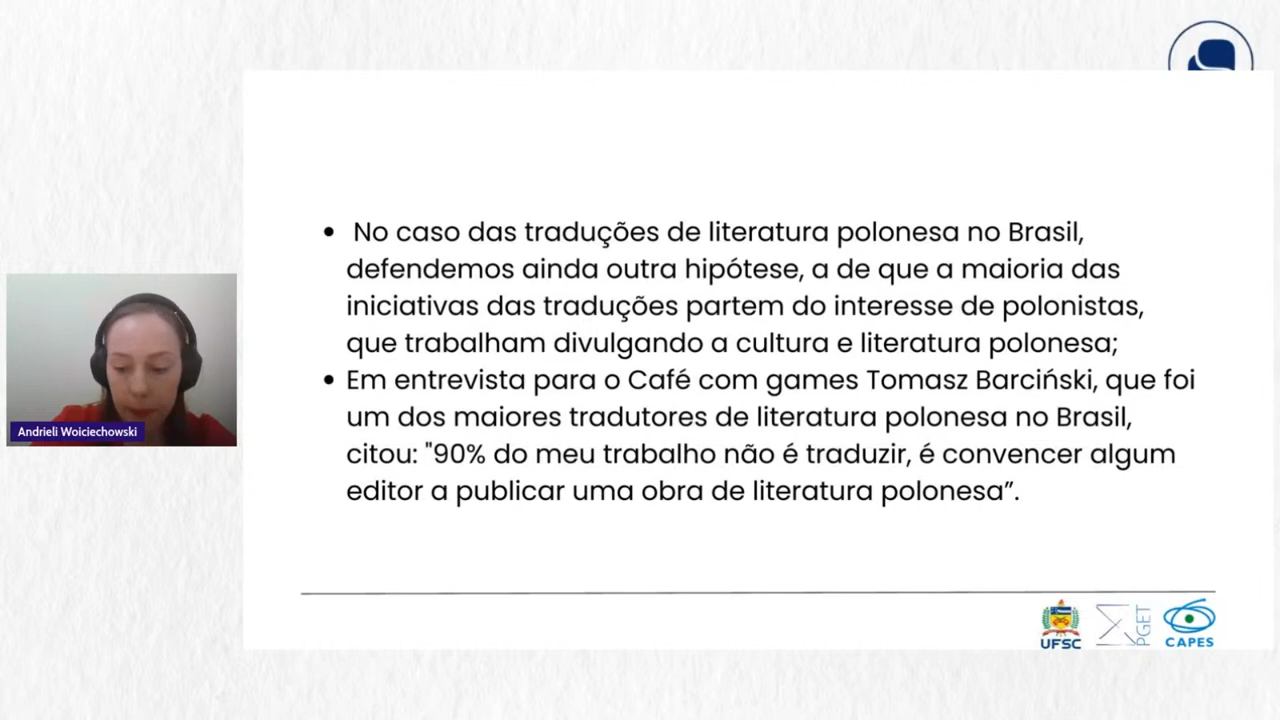 No caso das traduções de literatura polonesa no Brasil,
defendemos ainda outra hipótese, a de que a maioria das
iniciativas das traduções partem do interesse de polonistas,
que trabalham divulgando a cultura e literatura polonesa;
Em entrevista para o Café com games Tomasz Barciński, que foi
um dos maiores tradutores de literatura polonesa no Brasil,
citou: "90% do meu trabalho não é traduzir, é convencer algum
editor a publicar uma obra de literatura polonesa”.
Andrieli Woiciechowski
UFSC
PGET
CAPES